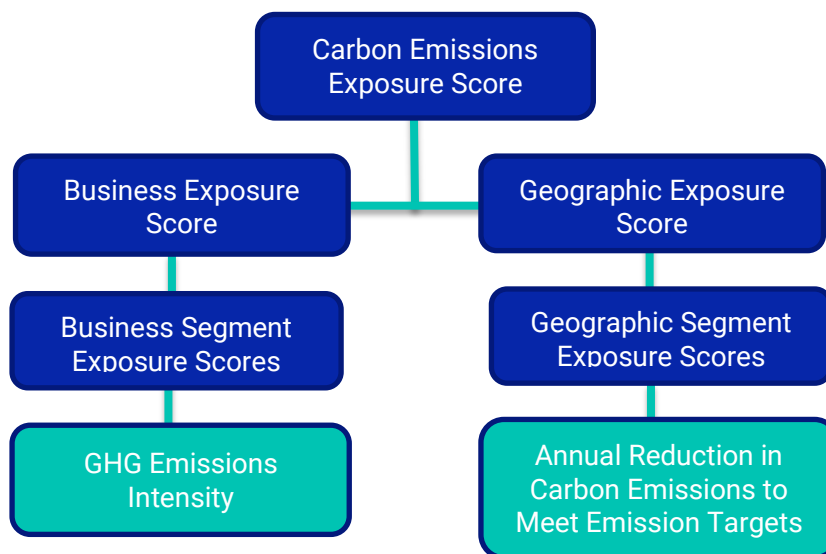 Carbon Emissions
Exposure Score
Business Exposure
Score
Geographic Exposure
Score
Business Segment
Exposure Scores
Geographic Segment
Exposure Scores
GHG Emissions
Intensity
Annual Reduction in
Carbon Emissions to
Meet Emission Targets